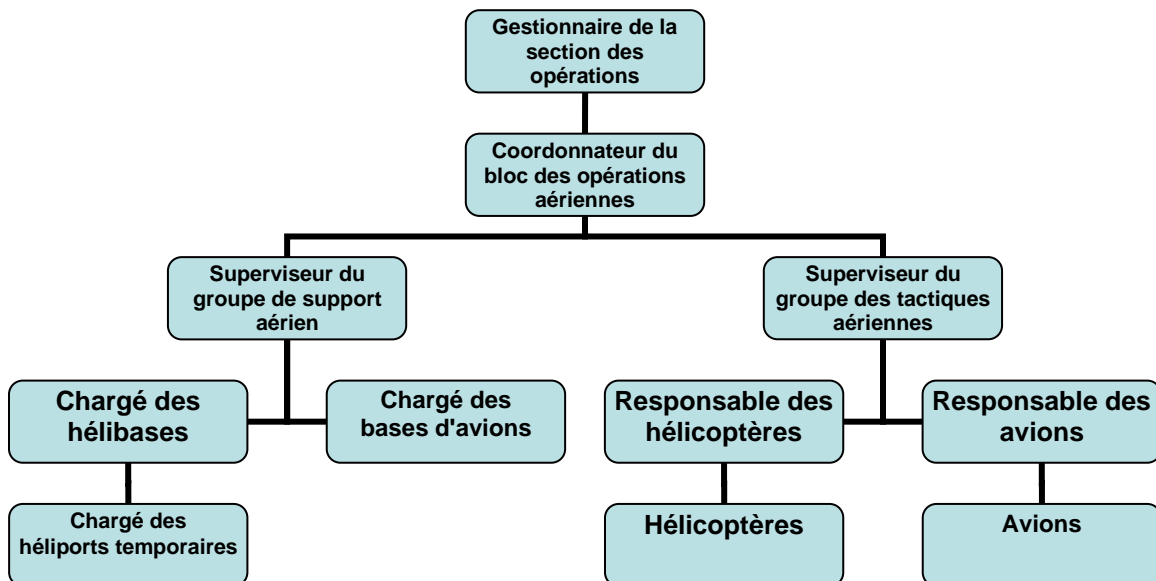 Gestionnaire de la
section des
opérations
Coordonnateur du
bloc des opérations
aériennes
Superviseur du
groupe de support
aérien
Superviseur du
groupe des tactiques
aériennes
Chargé des
hélibases
Chargé des
bases d'avions
Responsable des
hélicoptères
Responsable des
avions
Chargé des
héliports temporaires
Hélicoptères
Avions